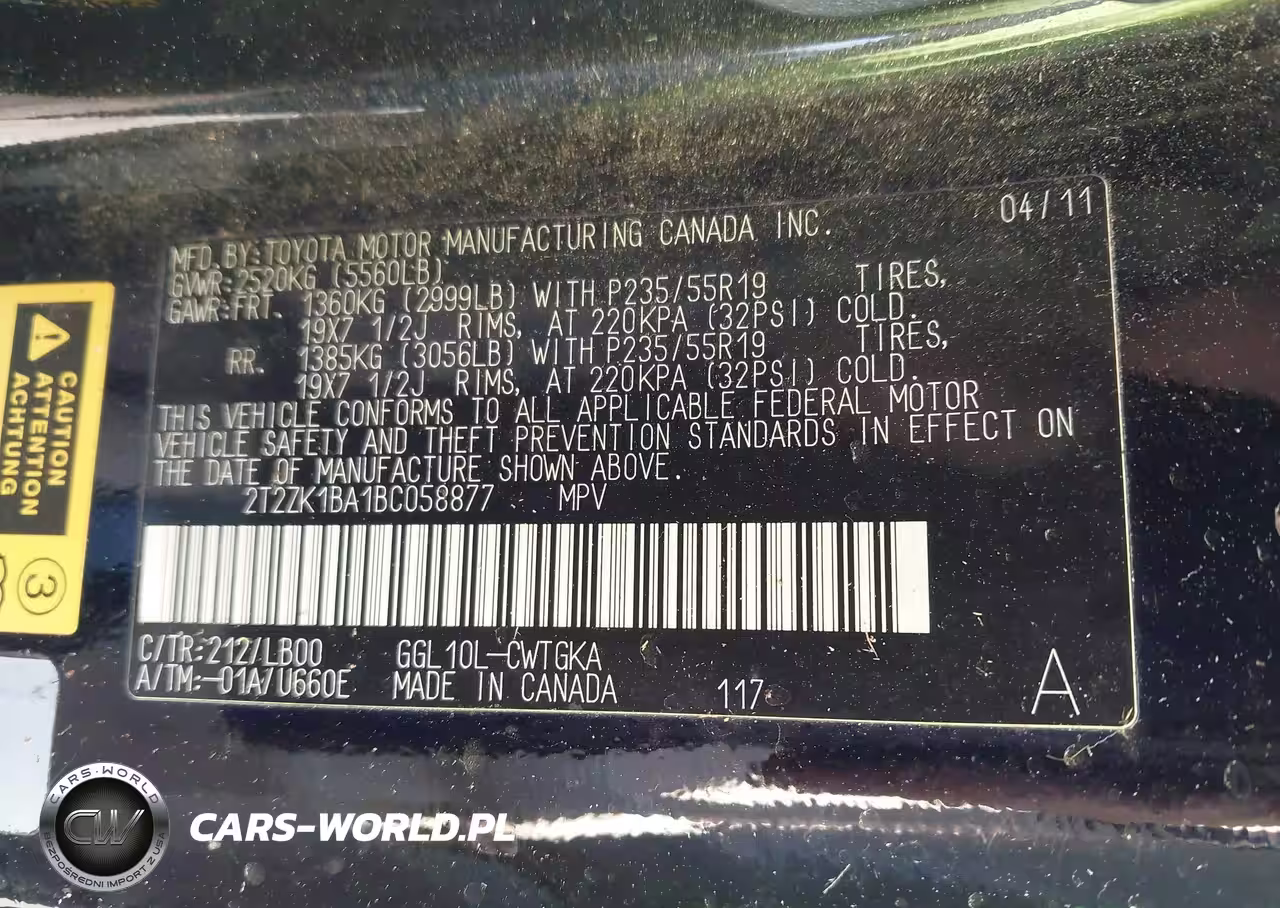 04/11
MFD. BY: TOYOTA MOTOR MANUFACTURING CANADA INC.
GVWR: 2520KG (5560LB)
GAWR: FRT. 1360KG (2999LB) WITH P235/55R19 TIRES,
19X7 1/2J RIMS, AT 220KPA (32PSI) COLD.
RR. 1385KG (3056LB) WITH P235/55R19 TIRES,
19X7 1/2J RIMS, AT 220KPA (32PSI) COLD.
THIS VEHICLE CONFORMS TO ALL APPLICABLE FEDERAL MOTOR
VEHICLE SAFETY AND THEFT PREVENTION STANDARDS IN EFFECT ON
THE DATE OF MANUFACTURE SHOWN ABOVE.
2T2ZK1BA1BC058877 MPV
C/TR: 212/LB00 GGL10L-CWTGKA
A/TM:-01A/U660E MADE IN CANADA 117 A
CAUTION
ATTENTION
ACHTUNG
3
CARS-WORLD
CW
BEZPOŚREDNI IMPORT Z USA
CARS-WORLD.PL